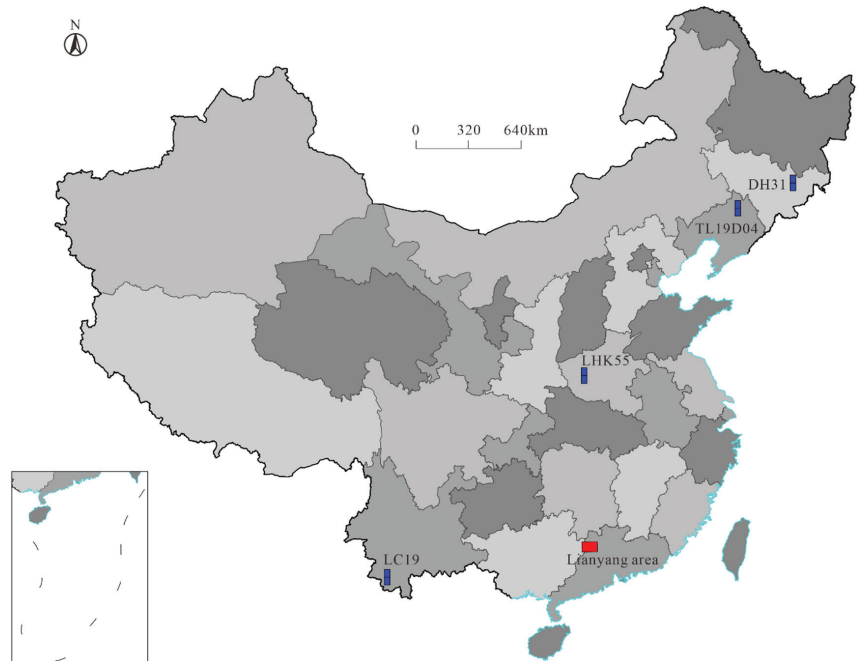 N
0 320 640km
DH31
TL19D04
LHK55
LC19
Lianyang area